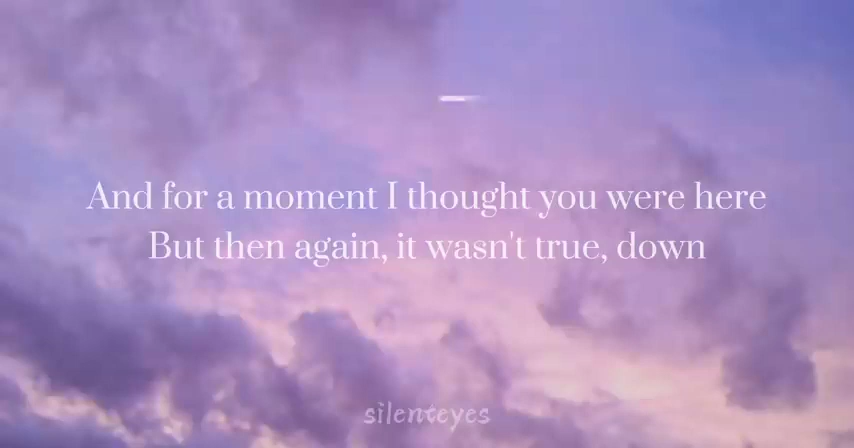 And for a moment I thought you were here
But then again, it wasn't true, down
silenteyes